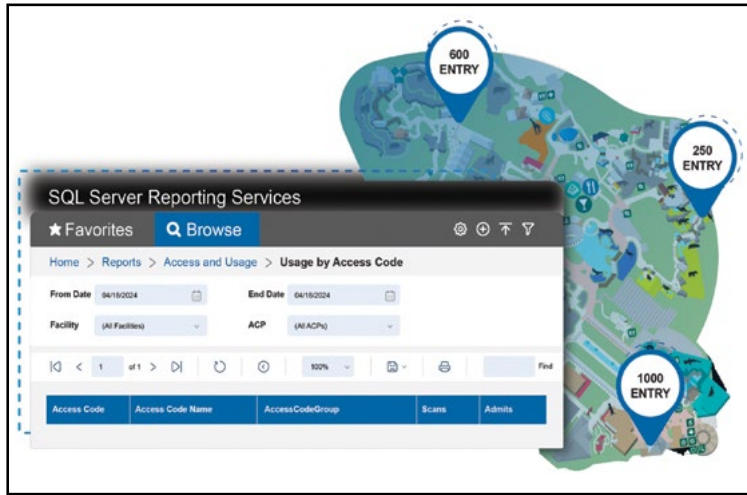 600
ENTRY
250
ENTRY
SQL Server Reporting Services
Favorites Browse
Home > Reports > Access and Usage > Usage by Access Code
From Date 04/18/2024 End Date 04/18/2024
Facility (All Facilities) ACP (All ACPs)
1 of 1 100% Find
Access Code Access Code Name AccessCodeGroup Scans Admits
1000
ENTRY